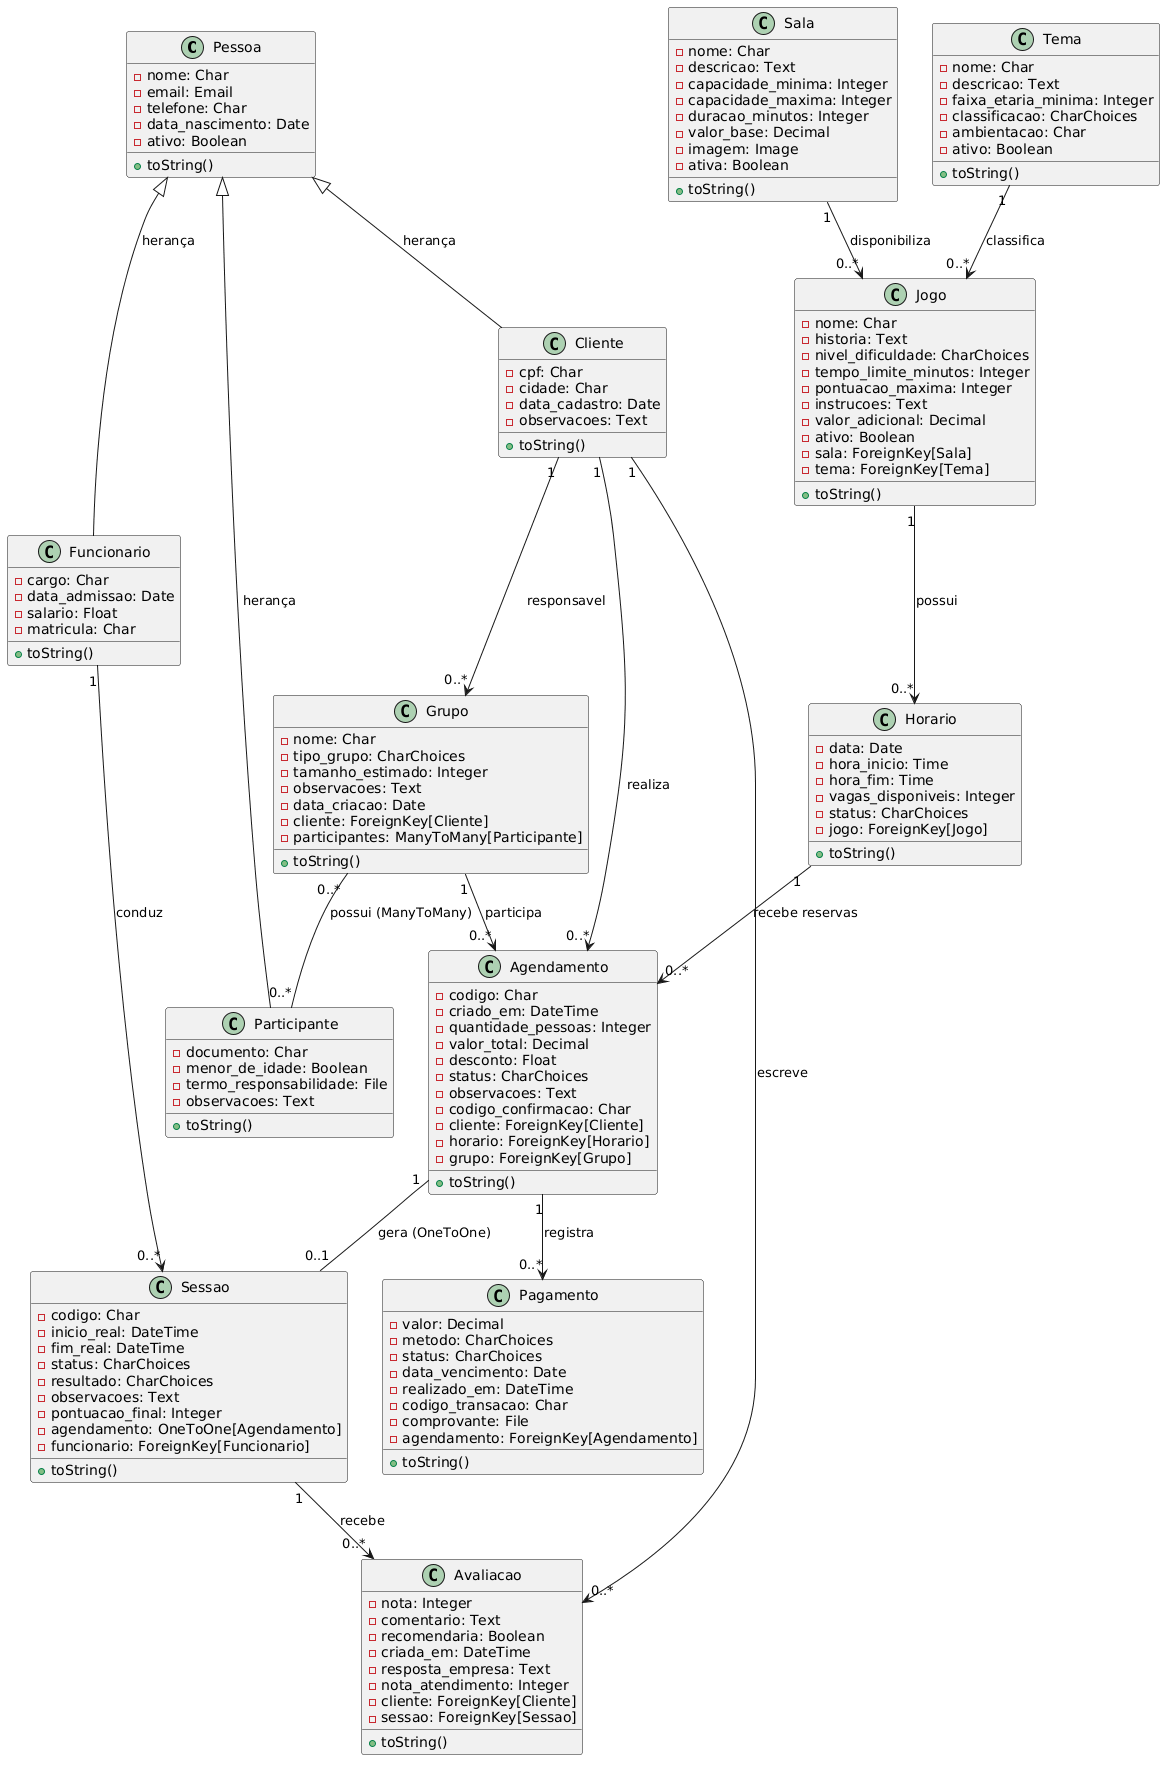 C Pessoa
nome: Char
email: Email
telefone: Char
data_nascimento: Date
ativo: Boolean
toString()
C Sala
nome: Char
descricao: Text
capacidade_minima: Integer
capacidade_maxima: Integer
duracao_minutos: Integer
valor_base: Decimal
imagem: Image
ativa: Boolean
toString()
C Tema
nome: Char
descricao: Text
faixa_etaria_minima: Integer
classificacao: CharChoices
ambientacao: Char
ativo: Boolean
toString()
herança
herança
1
disponibiliza
0..*
1
classifica
0..*
C Cliente
cpf: Char
cidade: Char
data_cadastro: Date
observacoes: Text
toString()
C Jogo
nome: Char
historia: Text
nivel_dificuldade: CharChoices
tempo_limite_minutos: Integer
pontuacao_maxima: Integer
instrucoes: Text
valor_adicional: Decimal
ativo: Boolean
sala: ForeignKey[Sala]
tema: ForeignKey[Tema]
toString()
1
1
1
1
C Funcionario
cargo: Char
data_admissao: Date
salario: Float
matricula: Char
toString()
herança
responsavel
possui
1
0..*
0..*
C Grupo
nome: Char
tipo_grupo: CharChoices
tamanho_estimado: Integer
observacoes: Text
data_criacao: Date
cliente: ForeignKey[Cliente]
participantes: ManyToMany[Participante]
toString()
realiza
C Horario
data: Date
hora_inicio: Time
hora_fim: Time
vagas_disponiveis: Integer
status: CharChoices
jogo: ForeignKey[Jogo]
toString()
conduz
0..*
possui (ManyToMany)
0..*
1
participa
0..*
0..*
1
recebe reservas
0..*
C Participante
documento: Char
menor_de_idade: Boolean
termo_responsabilidade: File
observacoes: Text
toString()
C Agendamento
codigo: Char
criado_em: DateTime
quantidade_pessoas: Integer
valor_total: Decimal
desconto: Float
status: CharChoices
observacoes: Text
codigo_confirmacao: Char
cliente: ForeignKey[Cliente]
horario: ForeignKey[Horario]
grupo: ForeignKey[Grupo]
toString()
escreve
1
gera (OneToOne)
0..1
1
registra
0..*
0..*
C Sessao
codigo: Char
inicio_real: DateTime
fim_real: DateTime
status: CharChoices
resultado: CharChoices
observacoes: Text
pontuacao_final: Integer
agendamento: OneToOne[Agendamento]
funcionario: ForeignKey[Funcionario]
toString()
C Pagamento
valor: Decimal
metodo: CharChoices
status: CharChoices
data_vencimento: Date
realizado_em: DateTime
codigo_transacao: Char
comprovante: File
agendamento: ForeignKey[Agendamento]
toString()
1
recebe
0..*
0..*
C Avaliacao
nota: Integer
comentario: Text
recomendaria: Boolean
criada_em: DateTime
resposta_empresa: Text
nota_atendimento: Integer
cliente: ForeignKey[Cliente]
sessao: ForeignKey[Sessao]
toString()